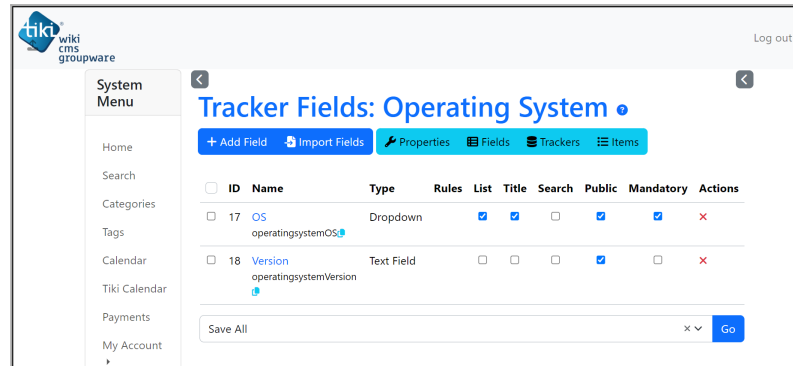 tiki
wiki
cms
groupware
Log out
System
Menu
Home
Search
Categories
Tags
Calendar
Tiki Calendar
Payments
My Account
Tracker Fields: Operating System
+ Add Field Import Fields Properties Fields Trackers Items
ID Name Type Rules List Title Search Public Mandatory Actions
17 OS Dropdown
operatingsystemOS
18 Version Text Field
operatingsystemVersion
Save All × Go